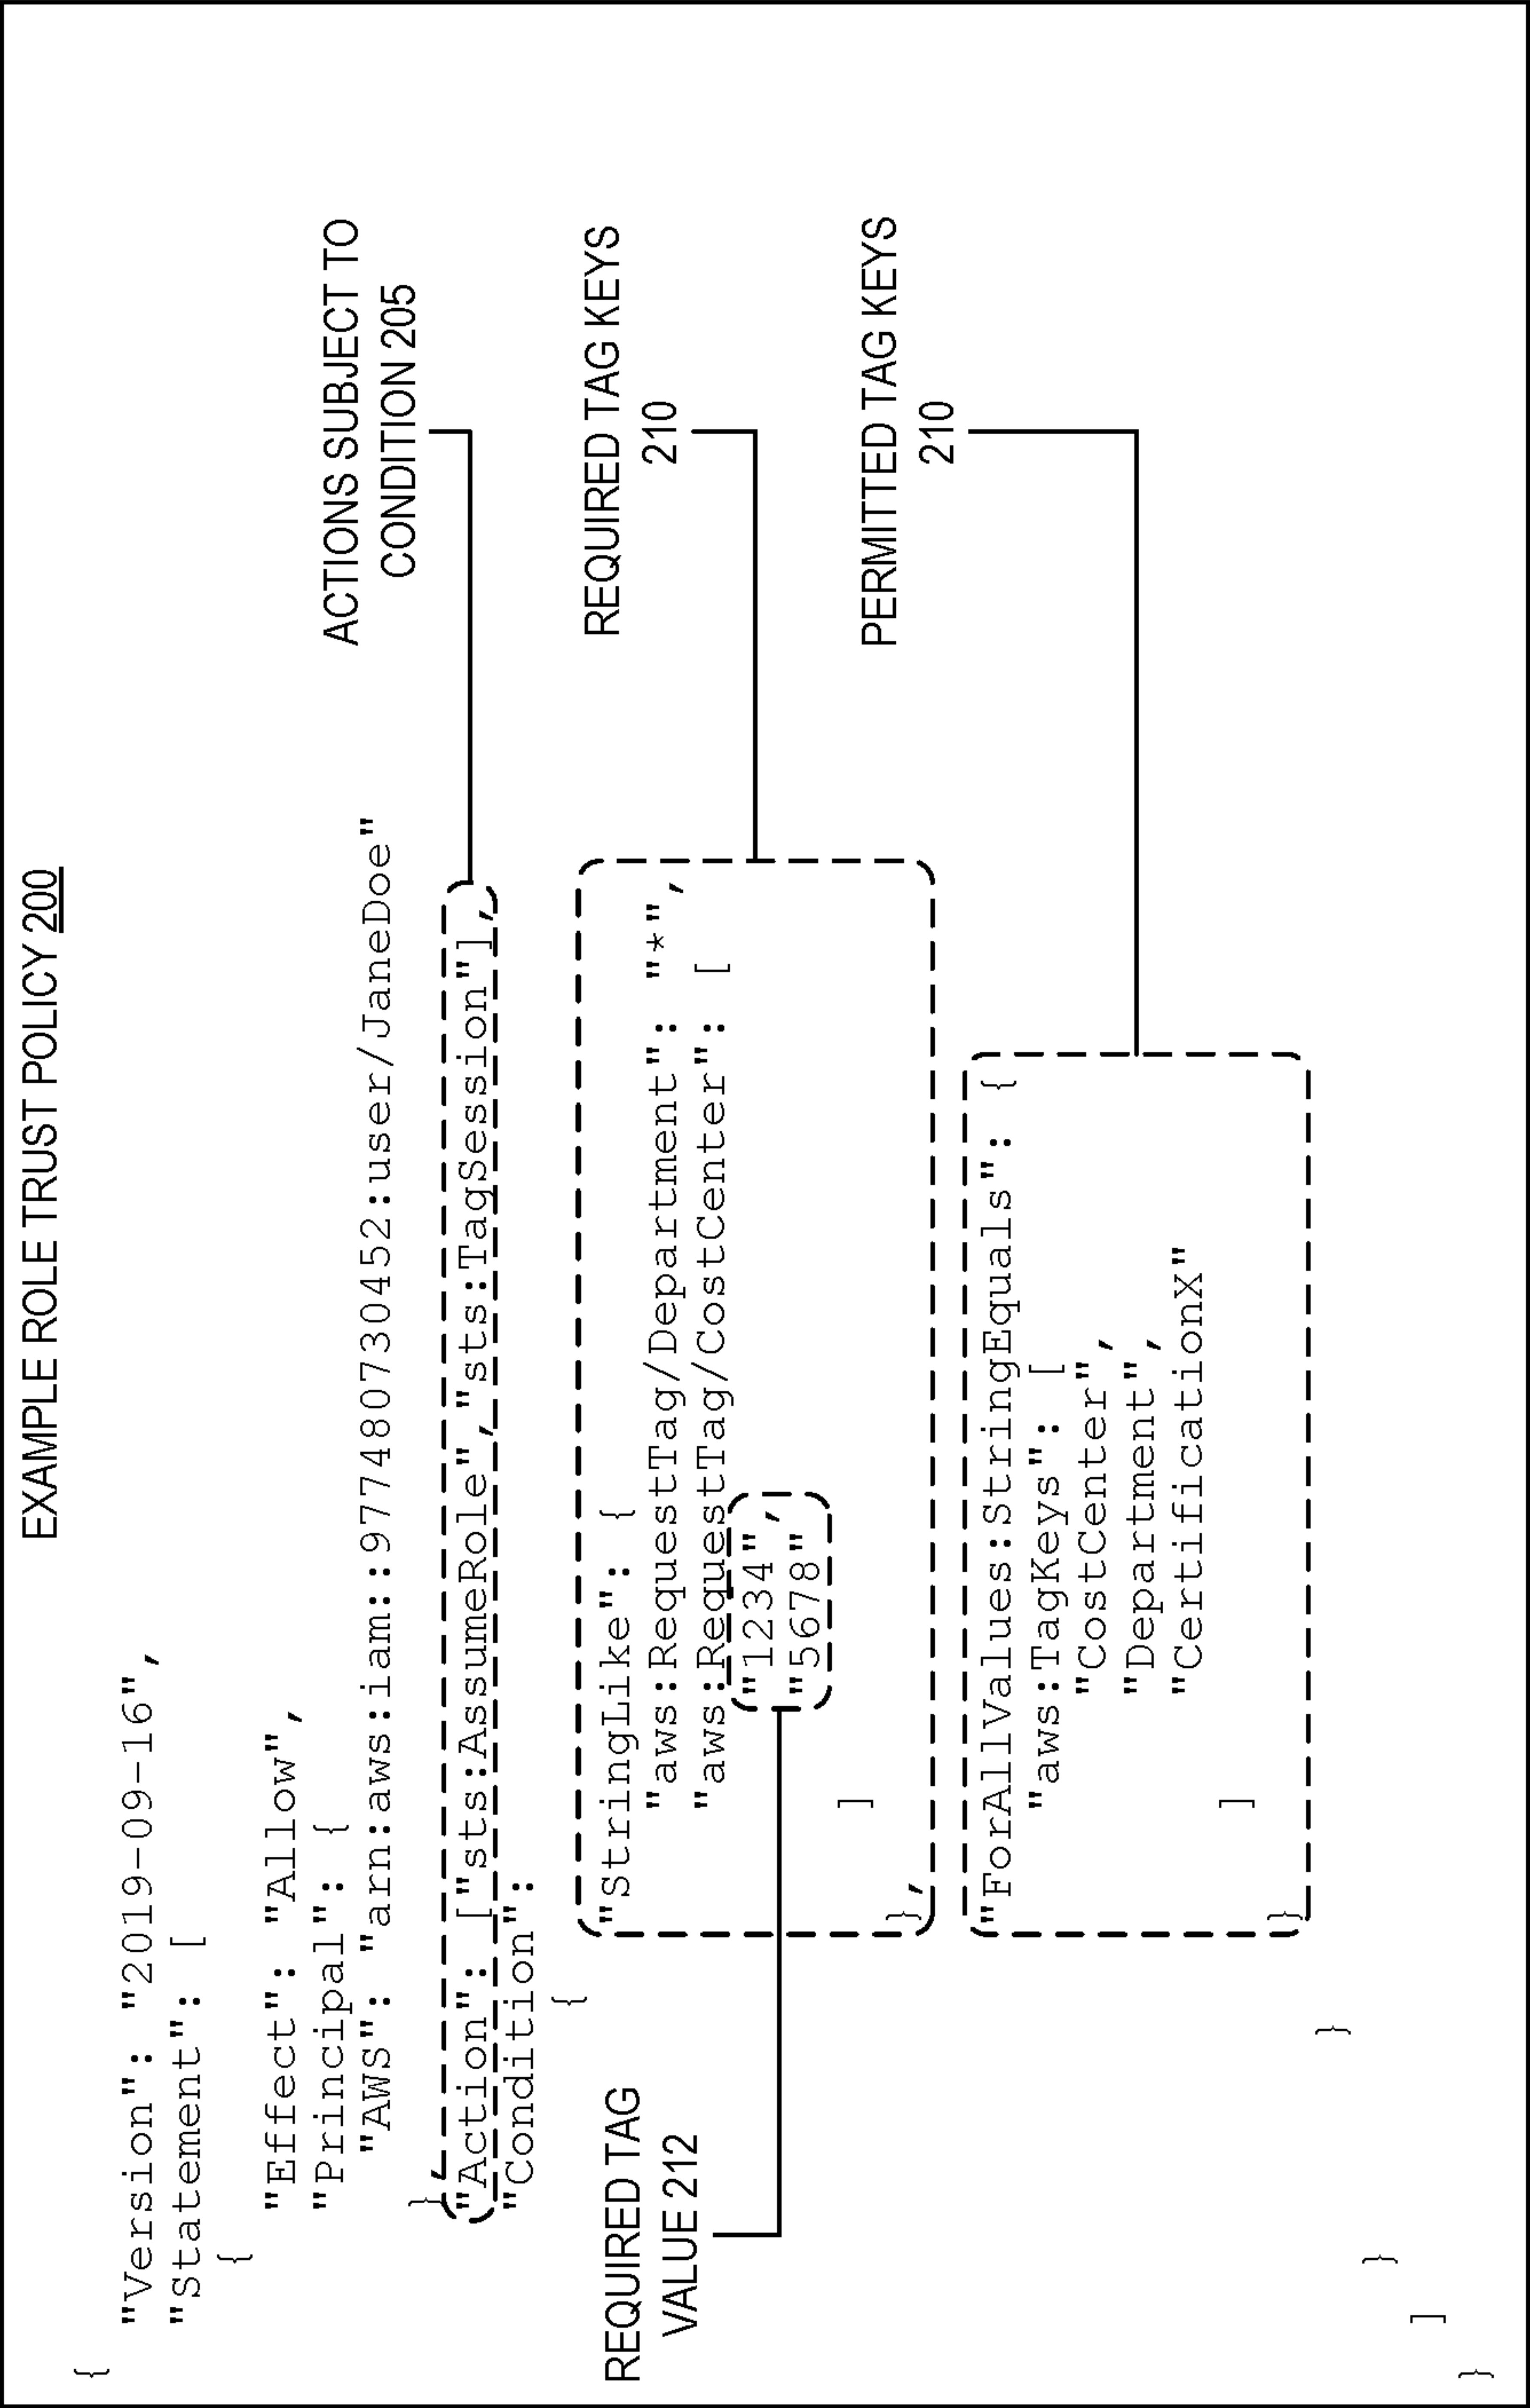 EXAMPLE ROLE TRUST POLICY 200
{
"Version": "2019-09-16",
"Statement": [
{
"Effect": "Allow",
"Principal": {
"AWS": "arn:aws:iam::977480730452:user/JaneDoe"
},
"Action": ["sts:AssumeRole","sts:TagSession"],
"Condition":
{
"StringLike": {
"aws:RequestTag/Department": "*",
"aws:RequestTag/CostCenter": [
"1234",
"5678"
]
},
"ForAllValues:StringEquals": {
"aws:TagKeys": [
"CostCenter",
"Department",
"CertificationX"
]
}
}
}
]
}
ACTIONS SUBJECT TO
CONDITION 205
REQUIRED TAG KEYS
210
PERMITTED TAG KEYS
210
REQUIRED TAG
VALUE 212